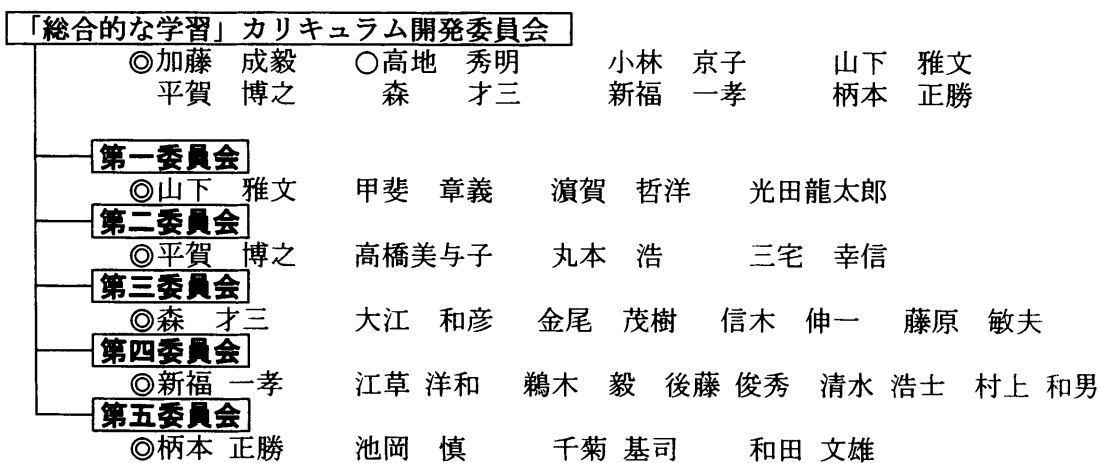 「総合的な学習」カリキュラム開発委員会
◎加藤 成毅 ○高地 秀明 小林 京子 山下 雅文
平賀 博之 森 才三 新福 一孝 柄本 正勝
第一委員会
◎山下 雅文 甲斐 章義 濵賀 哲洋 光田龍太郎
第二委員会
◎平賀 博之 高橋美与子 丸本 浩 三宅 幸信
第三委員会
◎森 才三 大江 和彦 金尾 茂樹 信木 伸一 藤原 敏夫
第四委員会
◎新福 一孝 江草 洋和 鵜木 毅 後藤 俊秀 清水 浩士 村上 和男
第五委員会
◎柄本 正勝 池岡 慎 千菊 基司 和田 文雄